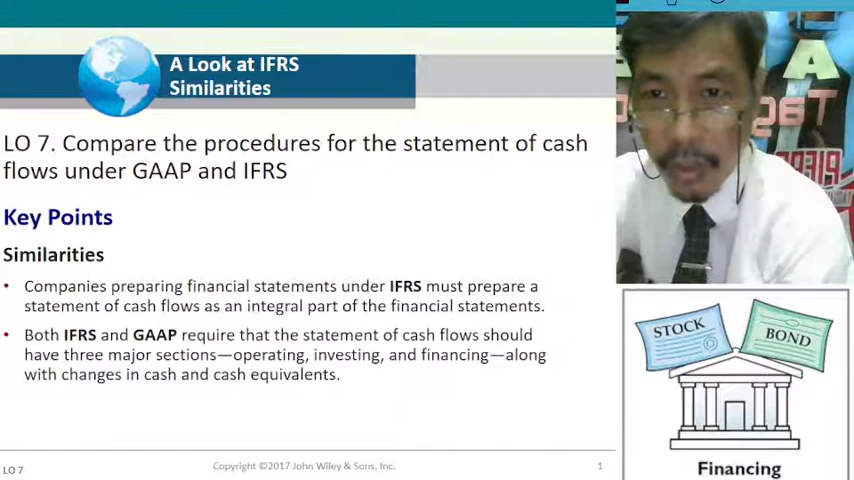 A Look at IFRS
Similarities
LO 7. Compare the procedures for the statement of cash
flows under GAAP and IFRS
Key Points
Similarities
• Companies preparing financial statements under IFRS must prepare a
statement of cash flows as an integral part of the financial statements.
• Both IFRS and GAAP require that the statement of cash flows should
have three major sections—operating, investing, and financing—along
with changes in cash and cash equivalents.
LO 7
Copyright ©2017 John Wiley & Sons, Inc.
1
A
26T
STOCK
BOND
Financing